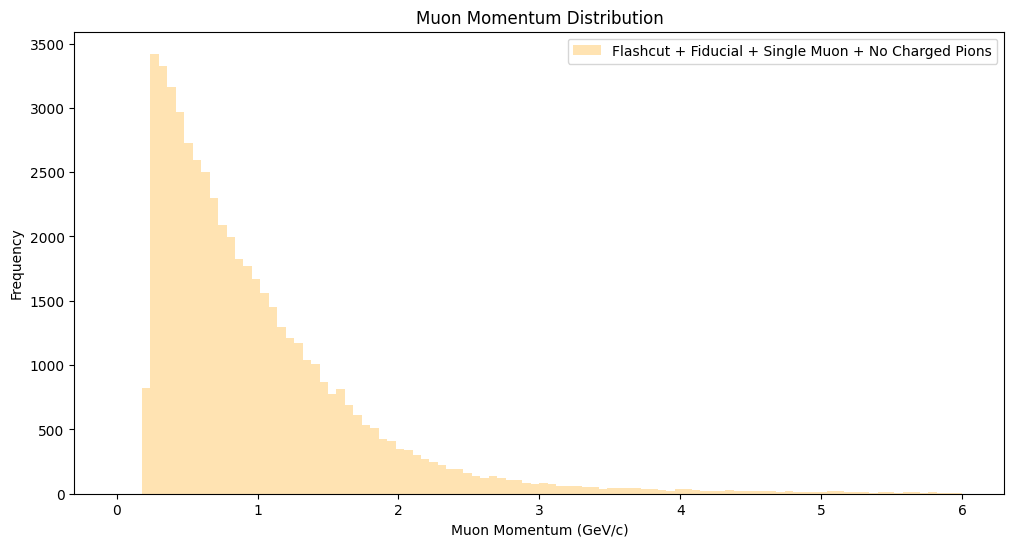 Muon Momentum Distribution
Flashcut + Fiducial + Single Muon + No Charged Pions
Frequency
3500
3000
2500
2000
1500
1000
500
0
0 1 2 3 4 5 6
Muon Momentum (GeV/c)